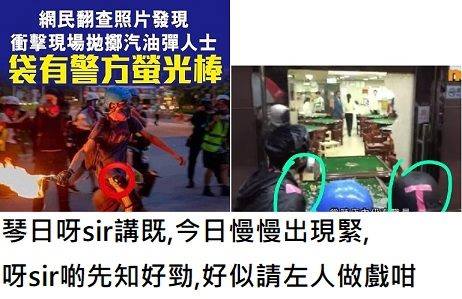 網民翻查照片發現
衝擊現場拋擲汽油彈人士
袋有警方螢光棒
琴日呀sir講既,今日慢慢出現緊,
呀sir啲先知好勁,好似請左人做戲咁